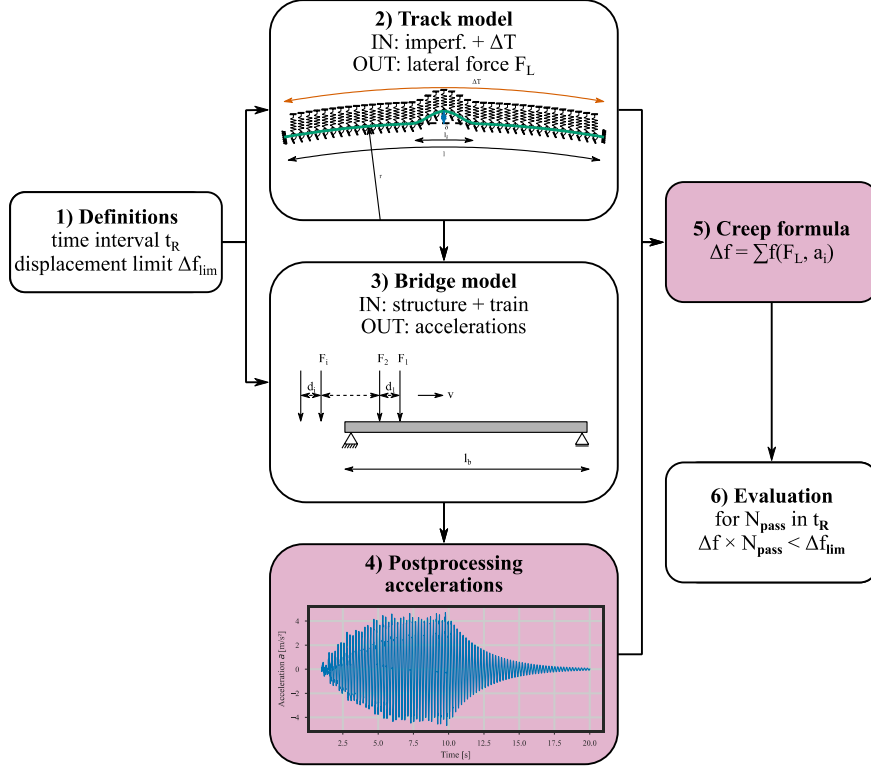 2) Track model
IN: imperf. + ΔT
OUT: lateral force F_L
ΔT
l
r
1) Definitions
time interval t_R
displacement limit Δf_lim
3) Bridge model
IN: structure + train
OUT: accelerations
F_i F_2 F_1
d_i d_1 v
l_b
4) Postprocessing
accelerations
Acceleration a [m/s²]
4
2
0
−2
−4
2.5 5.0 7.5 10.0 12.5 15.0 17.5 20.0
Time [s]
5) Creep formula
Δf = ∑f(F_L, a_i)
6) Evaluation
for N_pass in t_R
Δf × N_pass < Δf_lim